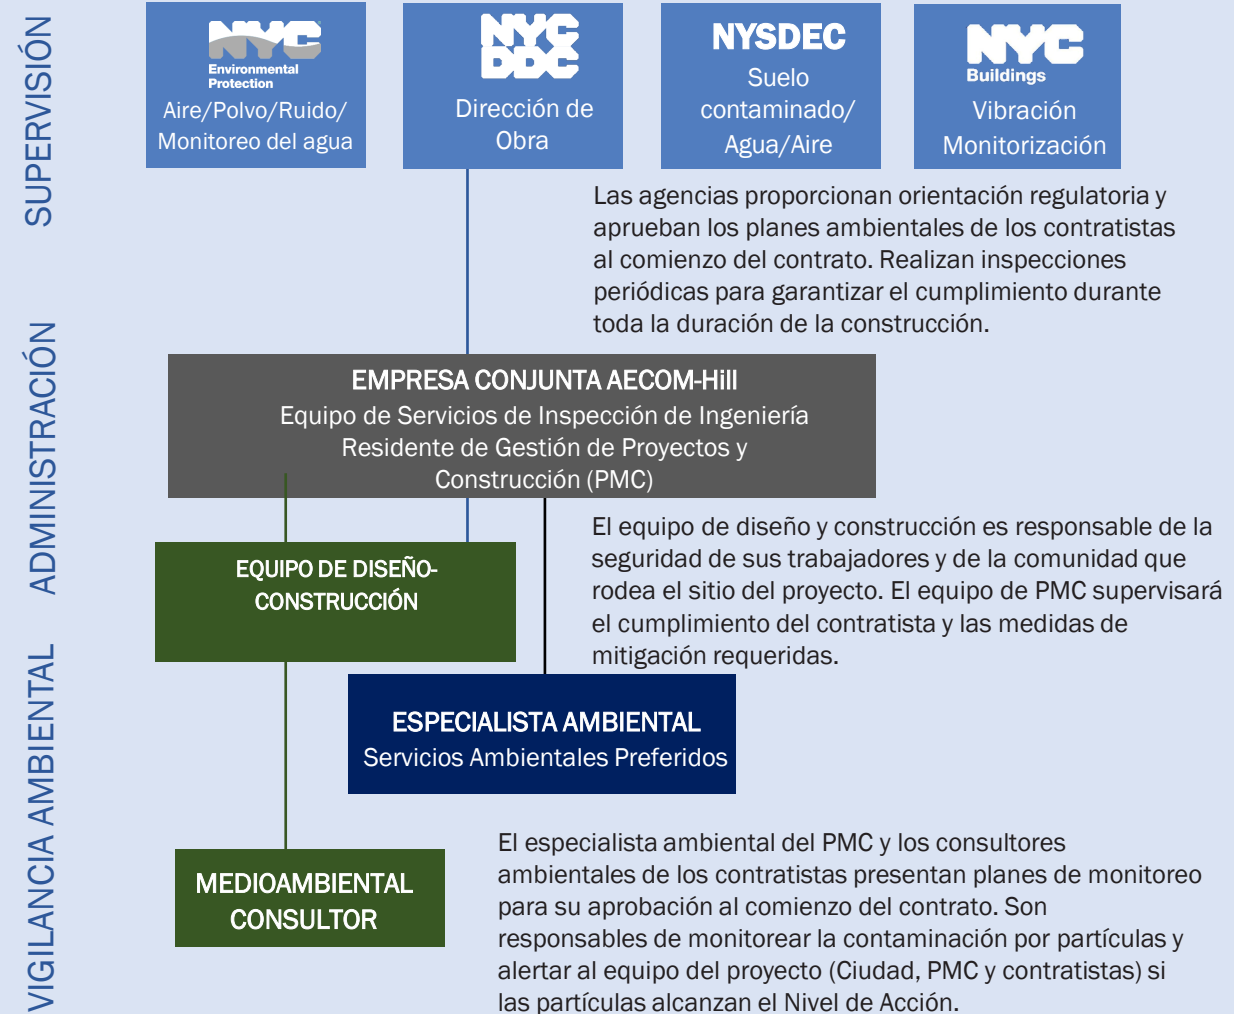 SUPERVISIÓN
NYC
Environmental
Protection
Aire/Polvo/Ruido/
Monitoreo del agua
NYC
DDC
Dirección de
Obra
NYSDEC
Suelo
contaminado/
Agua/Aire
NYC
Buildings
Vibración
Monitorización
Las agencias proporcionan orientación regulatoria y
aprueban los planes ambientales de los contratistas
al comienzo del contrato. Realizan inspecciones
periódicas para garantizar el cumplimiento durante
toda la duración de la construcción.
ADMINISTRACIÓN
EMPRESA CONJUNTA AECOM-Hill
Equipo de Servicios de Inspección de Ingeniería
Residente de Gestión de Proyectos y
Construcción (PMC)
EQUIPO DE DISEÑO-
CONSTRUCCIÓN
El equipo de diseño y construcción es responsable de la
seguridad de sus trabajadores y de la comunidad que
rodea el sitio del proyecto. El equipo de PMC supervisará
el cumplimiento del contratista y las medidas de
mitigación requeridas.
VIGILANCIA AMBIENTAL
ESPECIALISTA AMBIENTAL
Servicios Ambientales Preferidos
MEDIOAMBIENTAL
CONSULTOR
El especialista ambiental del PMC y los consultores
ambientales de los contratistas presentan planes de monitoreo
para su aprobación al comienzo del contrato. Son
responsables de monitorear la contaminación por partículas y
alertar al equipo del proyecto (Ciudad, PMC y contratistas) si
las partículas alcanzan el Nivel de Acción.